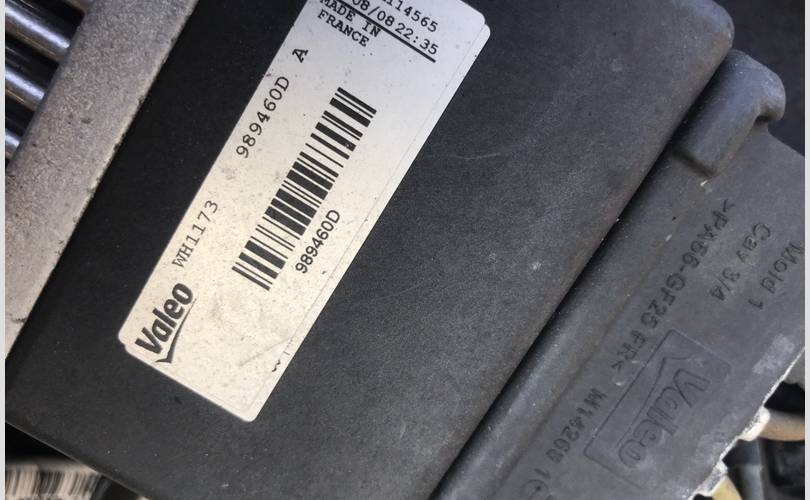 114565
08/08 22:35
MADE IN
FRANCE
989460D A
WH1173
Valeo
989460D
Mold 1
Cav 3/4
>PA66-GF25 FR<
Valeo